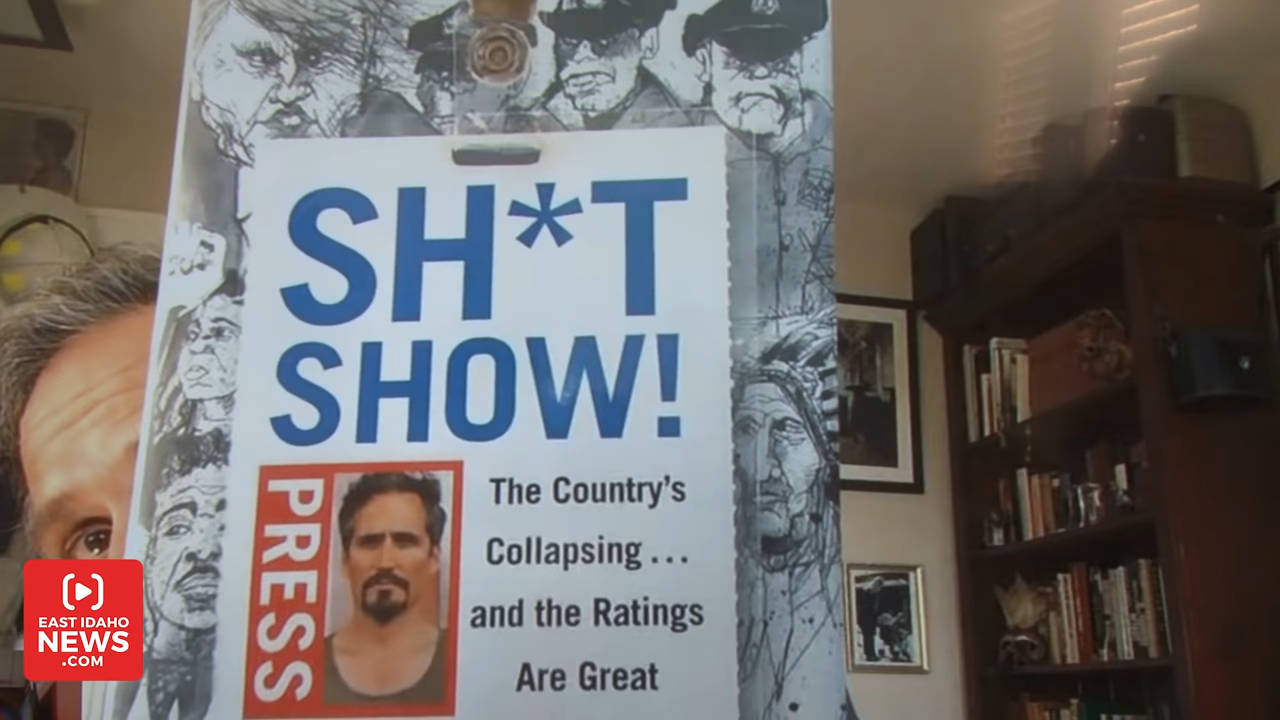 SH*T
SHOW!
PRESS
The Country's
Collapsing...
and the Ratings
Are Great
EAST IDAHO
NEWS
.COM